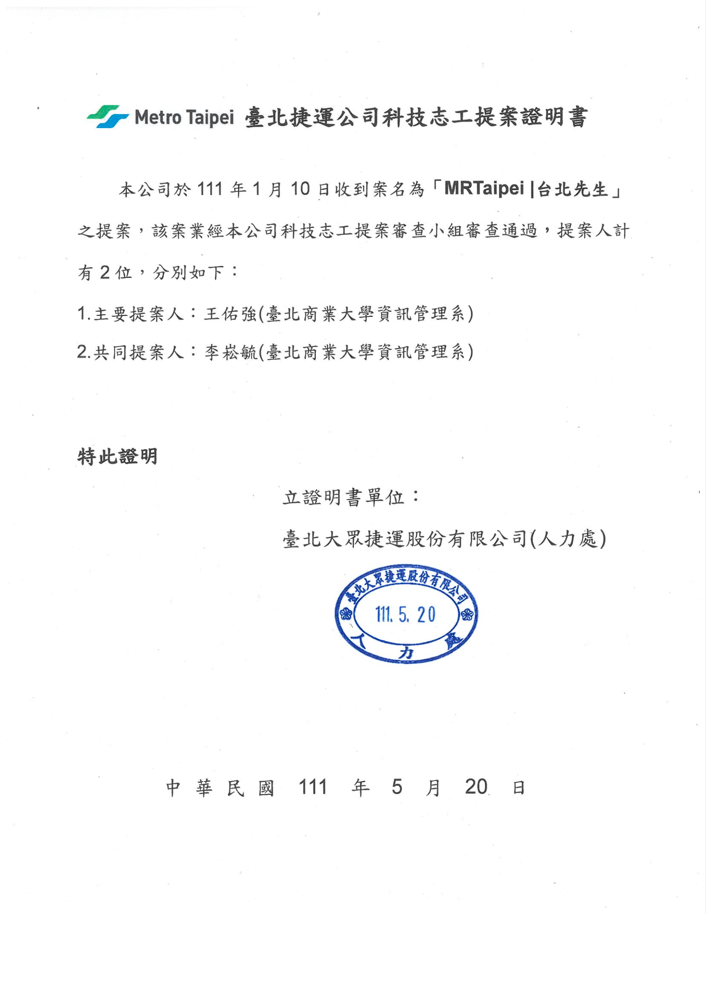 Metro Taipei 臺北捷運公司科技志工提案證明書
本公司於 111 年 1 月 10 日收到案名為「MRTaipei |台北先生」
之提案,該案業經本公司科技志工提案審查小組審查通過,提案人計
有 2 位,分別如下:
1.主要提案人:王佑強(臺北商業大學資訊管理系)
2.共同提案人:李崧毓(臺北商業大學資訊管理系)
特此證明
立證明書單位:
臺北大眾捷運股份有限公司(人力處)
臺北大眾捷運股份有限公司
111. 5. 20
人力處
中華民國 111 年 5 月 20 日